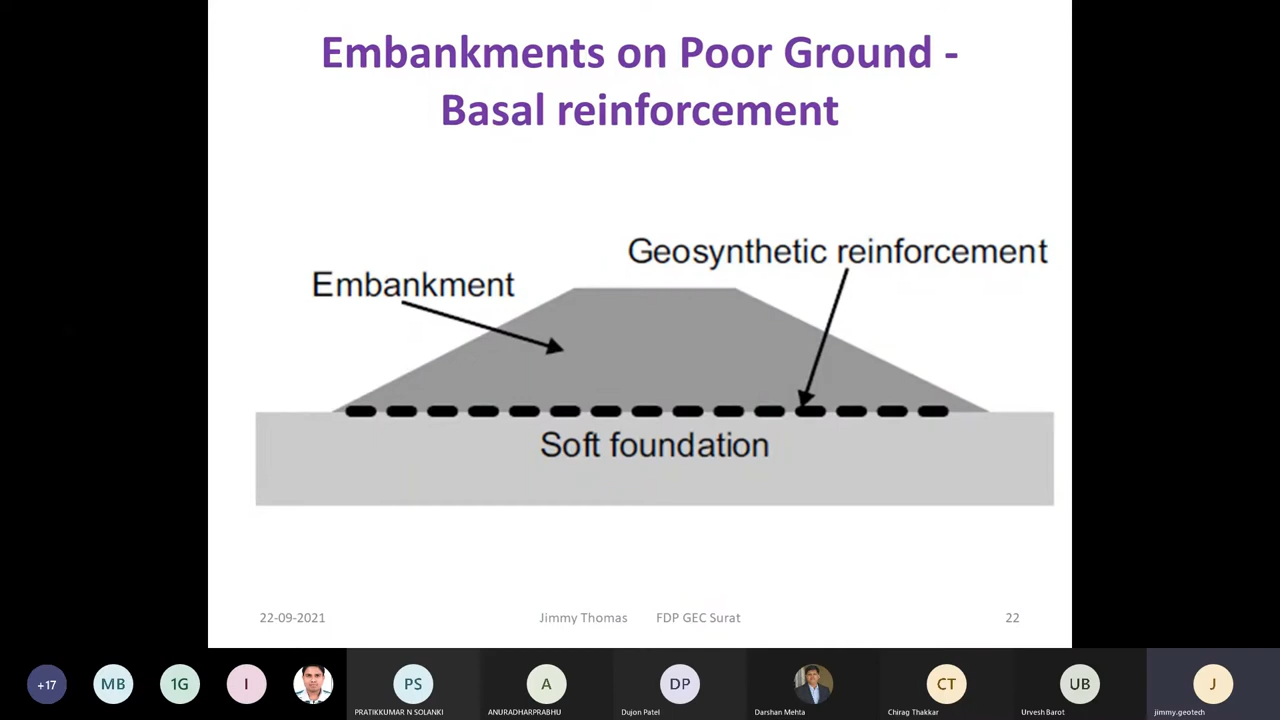 Embankments on Poor Ground -
Basal reinforcement
Geosynthetic reinforcement
Embankment
Soft foundation
22-09-2021
Jimmy Thomas FDP GEC Surat
22
+17
MB
1G
I
PS
PRATIKKUMAR N SOLANKI
A
ANURADHARPRABHU
DP
Dujon Patel
Darshan Mehta
CT
Chirag Thakkar
UB
Urvesh Barot
J
jimmy.geotech